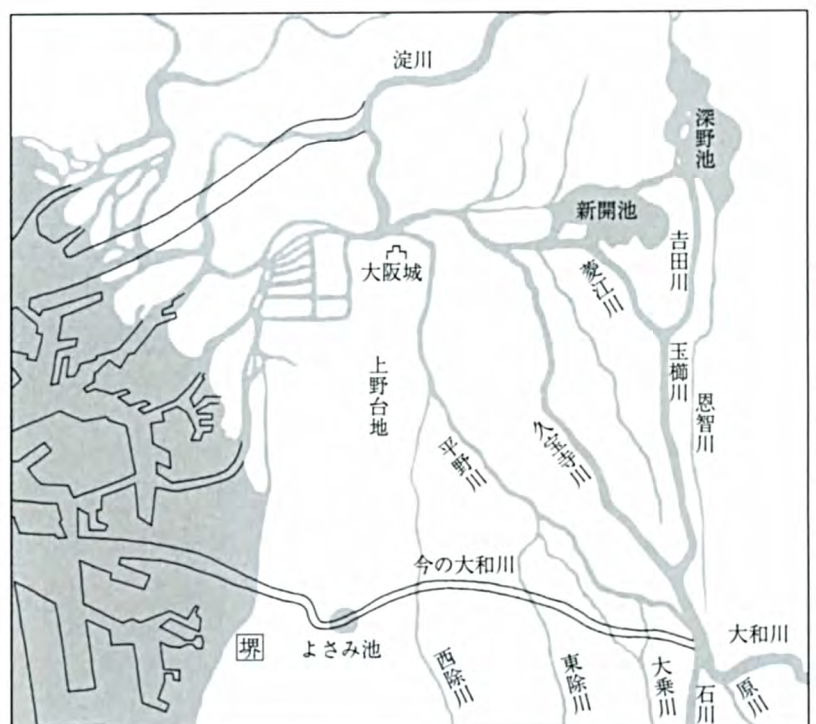 淀川
深野池
新開池
吉田川
大阪城
菱江川
玉櫛川
恩智川
上野台地
平野川
久宝寺川
今の大和川
堺
よさみ池
西除川
東除川
大乗川
石川
原川
大和川